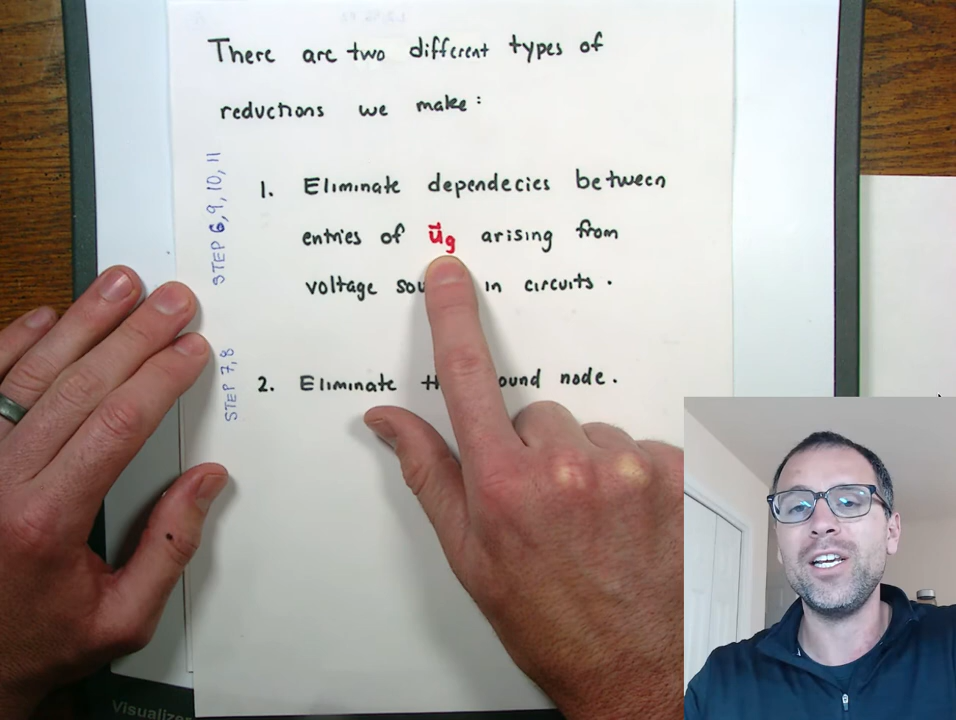 There are two different types of
reductions we make:
STEP 6, 9, 10, 11
1. Eliminate dependecies between
entries of u⃗g arising from
voltage in circuits.
STEP 7, 8
2. Eliminate node.
Visualizer